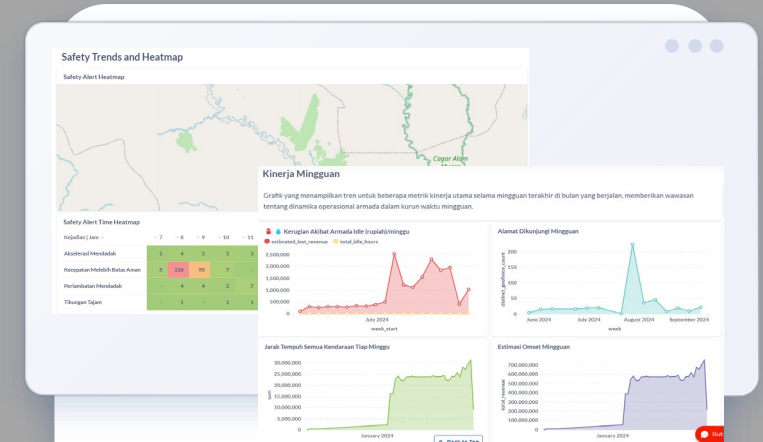 Safety Trends and Heatmap
Safety Alert Heatmap
Cagar Alam
Safety Alert Time Heatmap
Kejadian | Jam
7 8 9 10 11
Akselerasi Mendadak 1 4 3 3 3
Kecepatan Melebih Batas Aman 5 136 95 7 -
Perlambatan Mendadak - 4 4 2 7
Tikungan Tajam - 1 - 1 1
Kinerja Mingguan
Grafik yang menampilkan tren untuk beberapa metrik kinerja utama selama mingguan terakhir di bulan yang berjalan, memberikan wawasan
tentang dinamika operasional armada dalam kurun waktu mingguan.
Kerugian Akibat Armada Idle (rupiah)/minggu
estimated_lost_revenue total_idle_hours
2,500,000
2,000,000
1,500,000
1,000,000
500,000
0
July 2024
week_start
Alamat Dikunjungi Mingguan
distinct_geofence_count
200
150
100
50
0
June 2024 July 2024 August 2024 September 2024
week
Jarak Tempuh Semua Kendaraan Tiap Minggu
sum
30,000,000
25,000,000
20,000,000
15,000,000
10,000,000
5,000,000
0
January 2024
Estimasi Omset Mingguan
total_revenue
700,000,000
600,000,000
500,000,000
400,000,000
300,000,000
200,000,000
100,000,000
0
January 2024